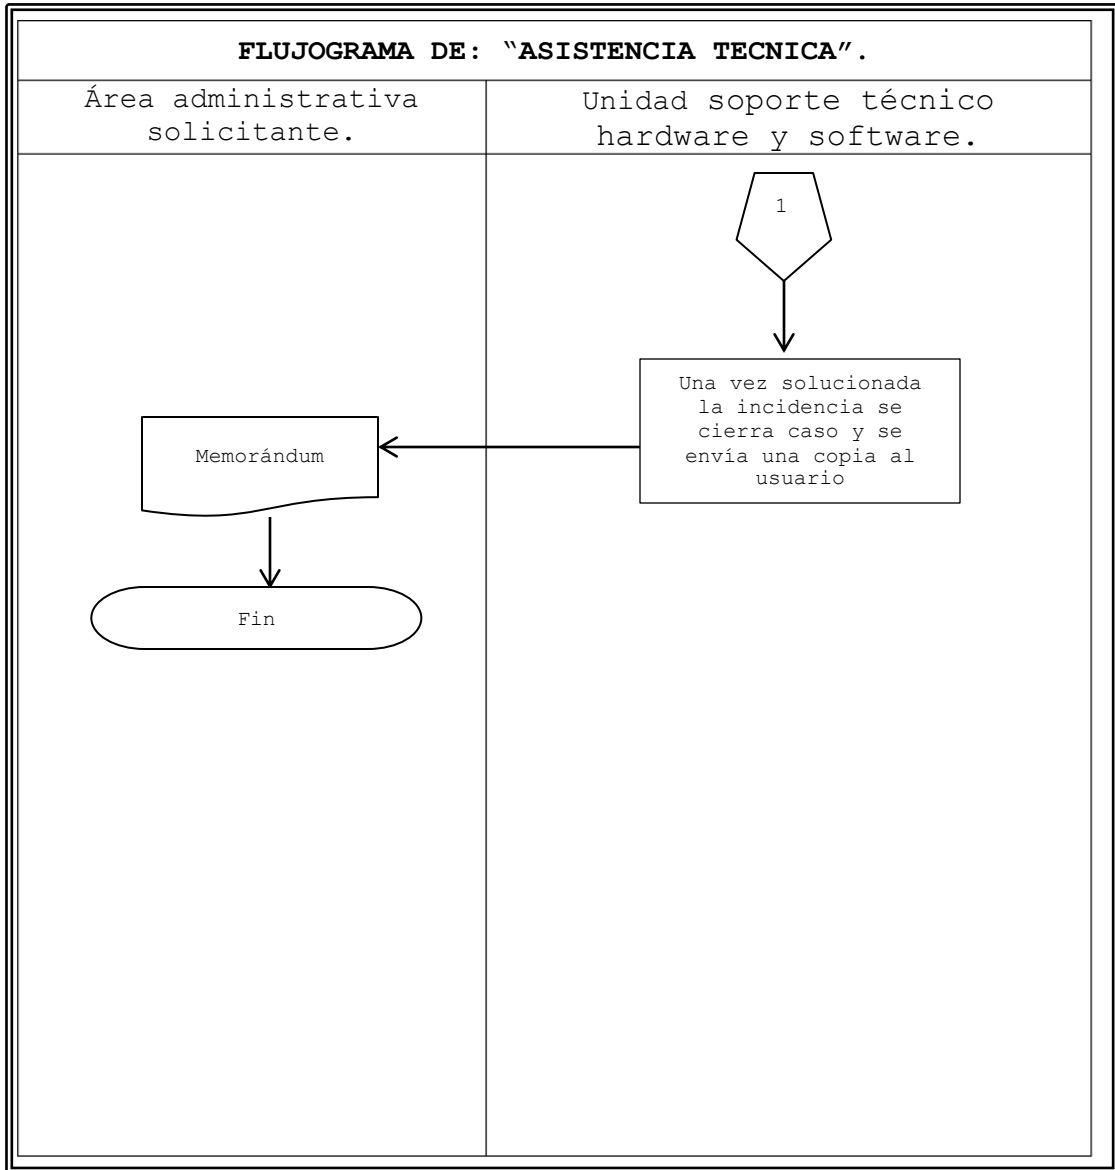 FLUJOGRAMA DE: “ASISTENCIA TECNICA”.
Área administrativa
solicitante.
Unidad soporte técnico
hardware y software.
1
Una vez solucionada
la incidencia se
cierra caso y se
envía una copia al
usuario
Memorándum
Fin